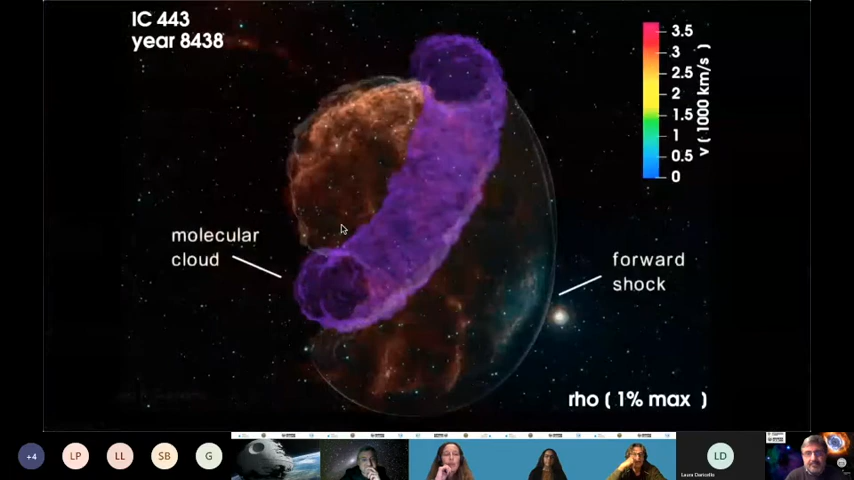 IC 443
year 8438
3.5
3
2.5
2
1.5
1
0.5
0
v ( 1000 km/s )
molecular
cloud
forward
shock
rho ( 1% max )
+4
LP
LL
SB
G
LD